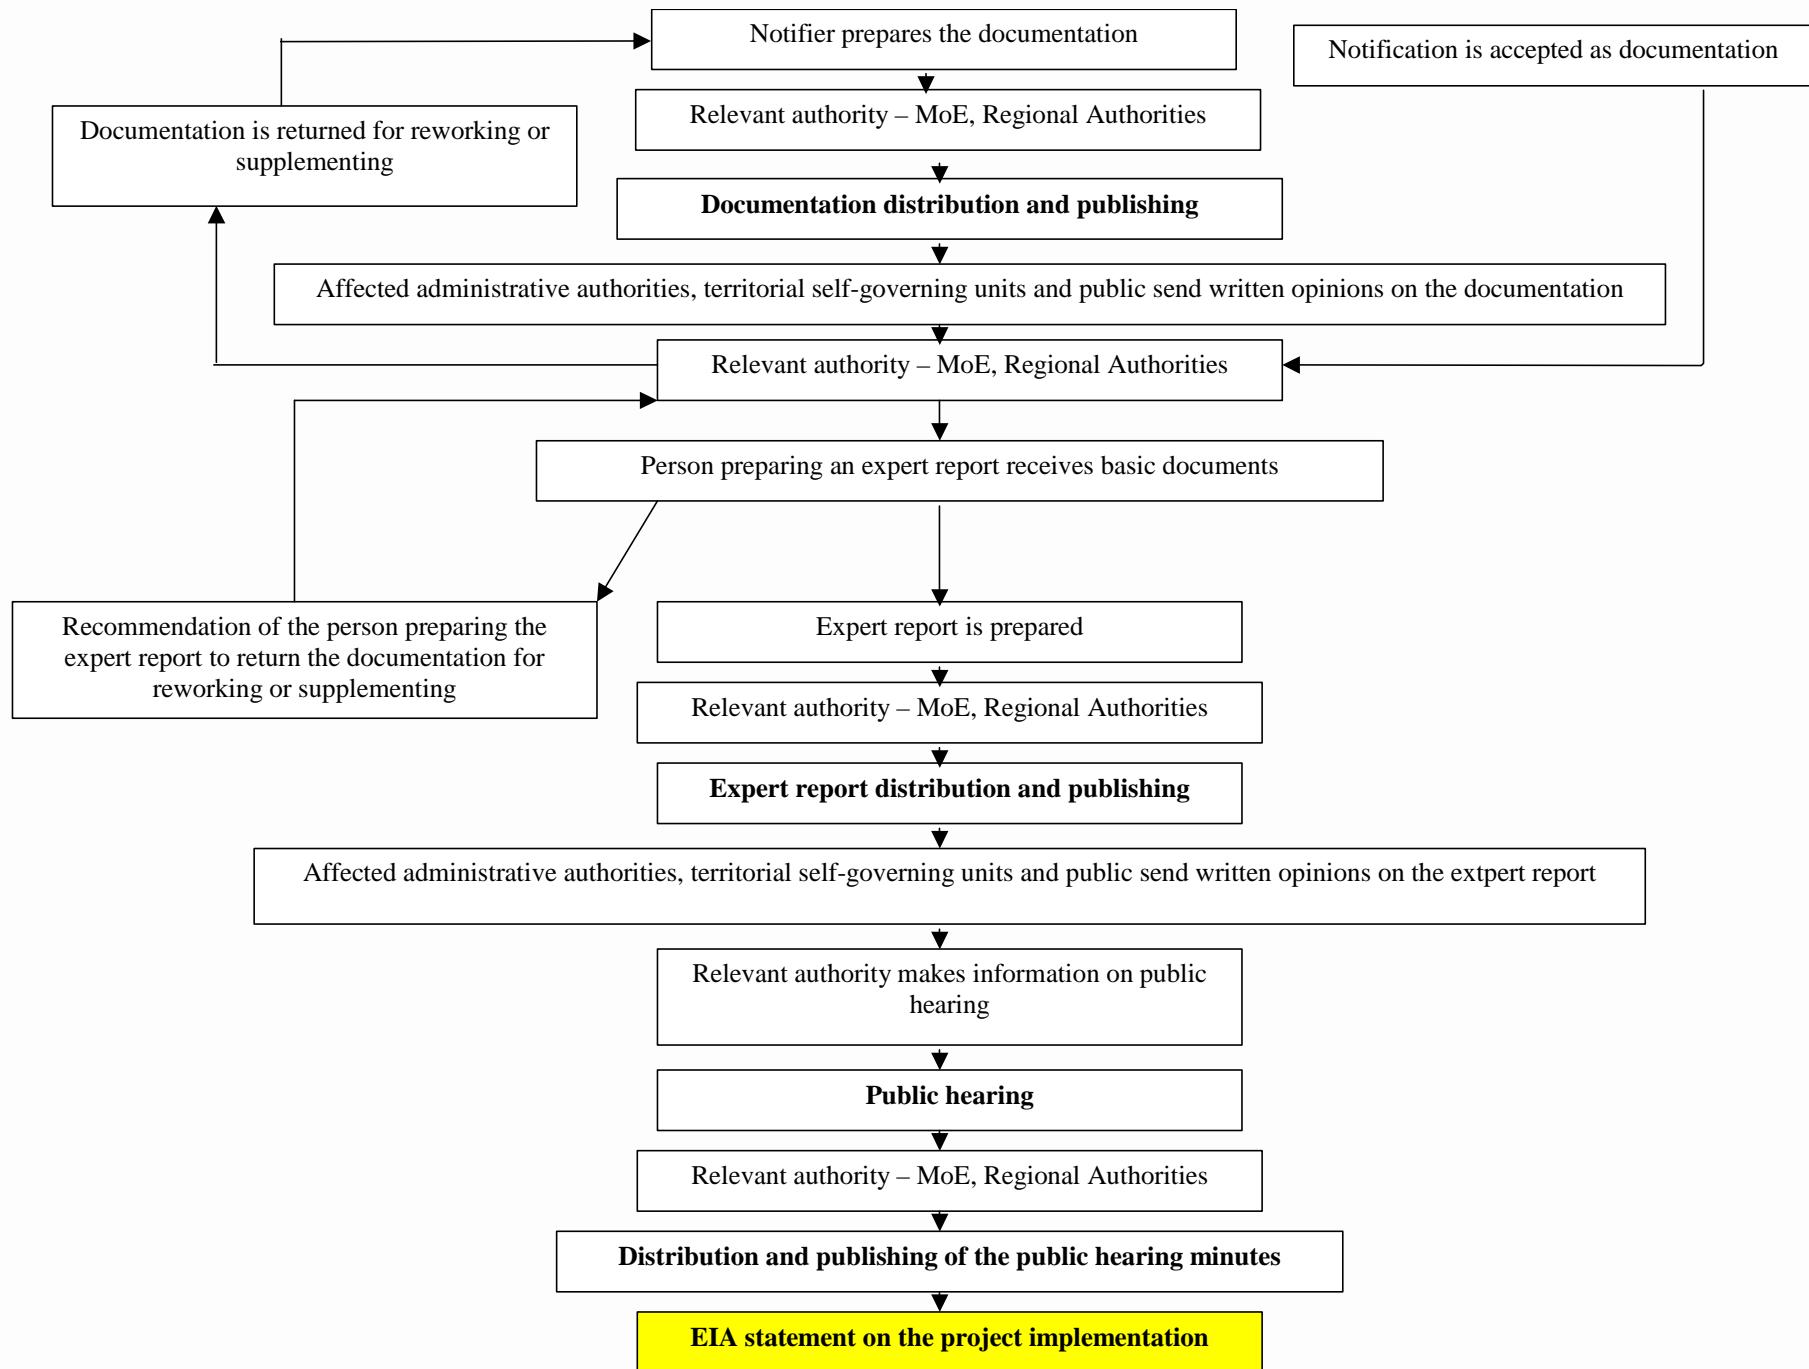 Notifier prepares the documentation
Notification is accepted as documentation
Relevant authority – MoE, Regional Authorities
Documentation is returned for reworking or
supplementing
Documentation distribution and publishing
Affected administrative authorities, territorial self-governing units and public send written opinions on the documentation
Relevant authority – MoE, Regional Authorities
Person preparing an expert report receives basic documents
Recommendation of the person preparing the
expert report to return the documentation for
reworking or supplementing
Expert report is prepared
Relevant authority – MoE, Regional Authorities
Expert report distribution and publishing
Affected administrative authorities, territorial self-governing units and public send written opinions on the extpert report
Relevant authority makes information on public
hearing
Public hearing
Relevant authority – MoE, Regional Authorities
Distribution and publishing of the public hearing minutes
EIA statement on the project implementation